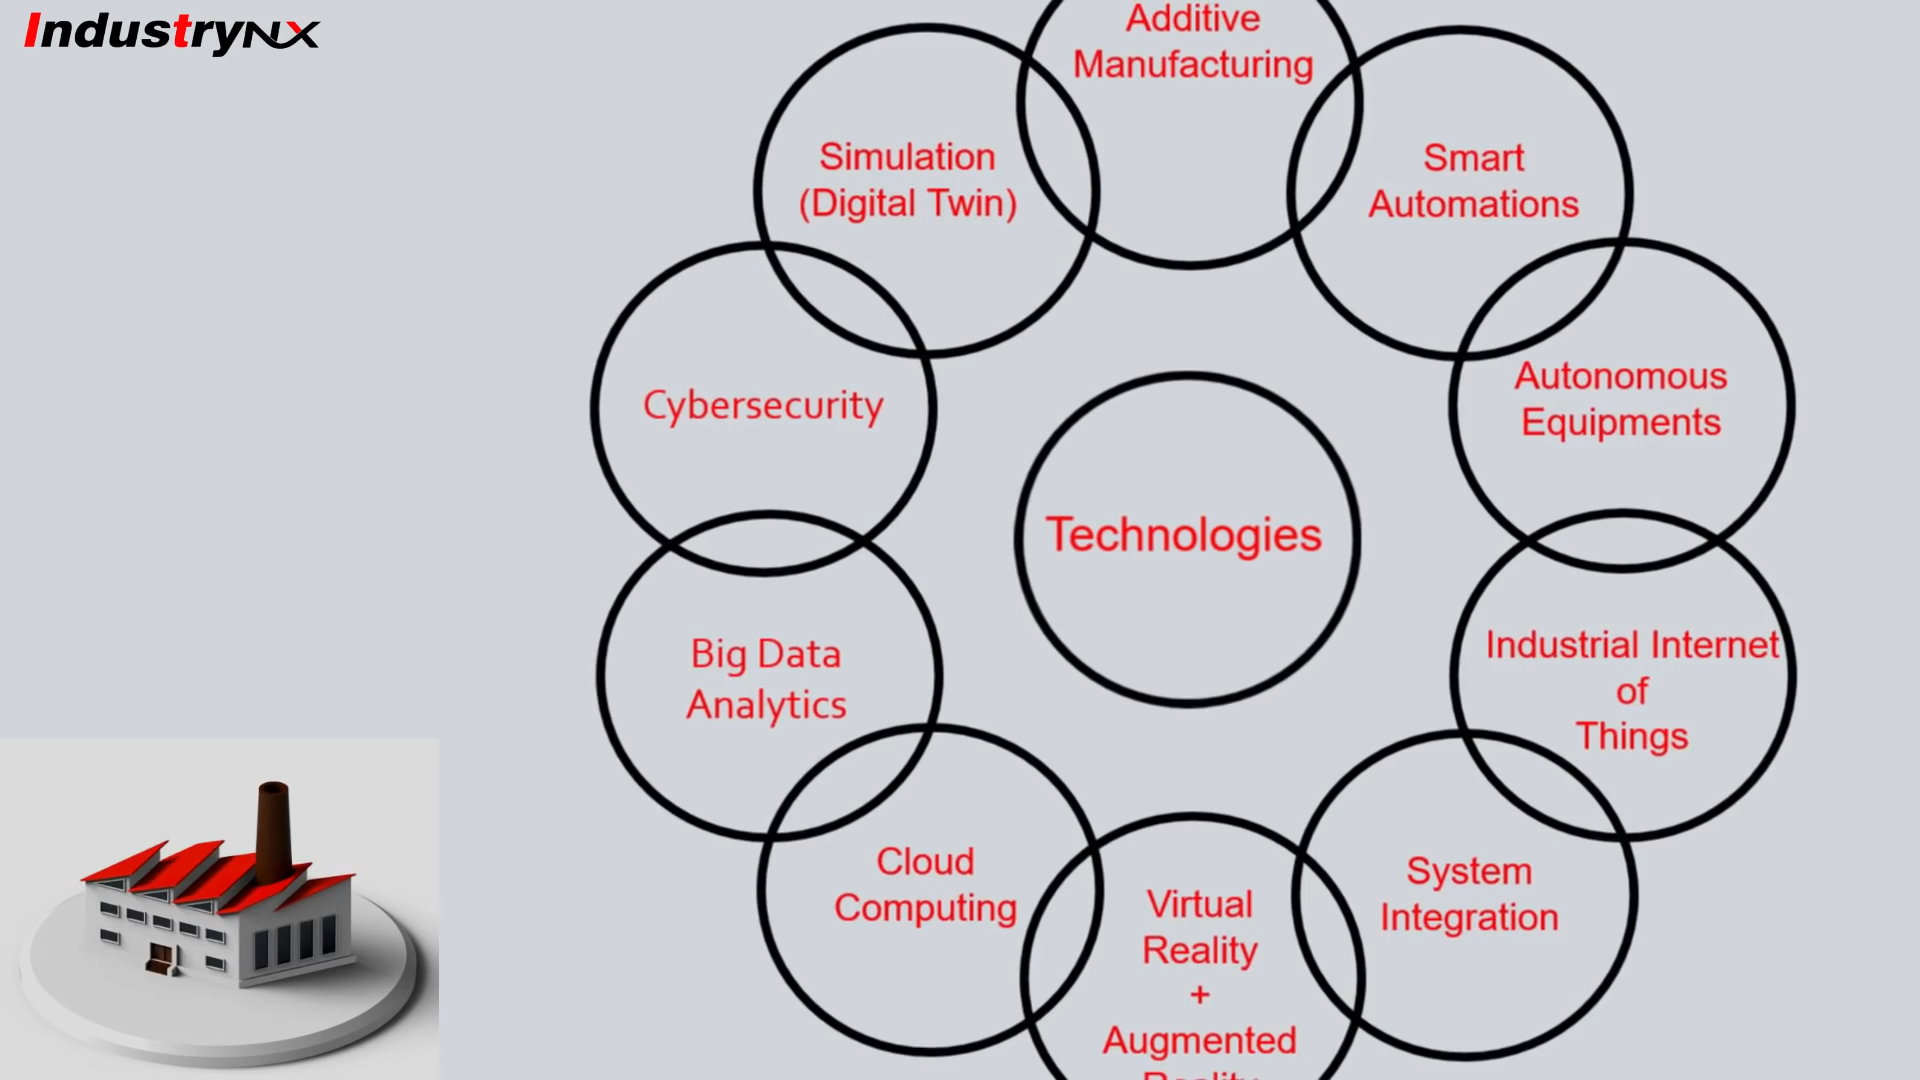 IndustryNX
Additive
Manufacturing
Simulation
(Digital Twin)
Smart
Automations
Cybersecurity
Autonomous
Equipments
Technologies
Big Data
Analytics
Industrial Internet
of
Things
Cloud
Computing
System
Integration
Virtual
Reality
+
Augmented
Reality